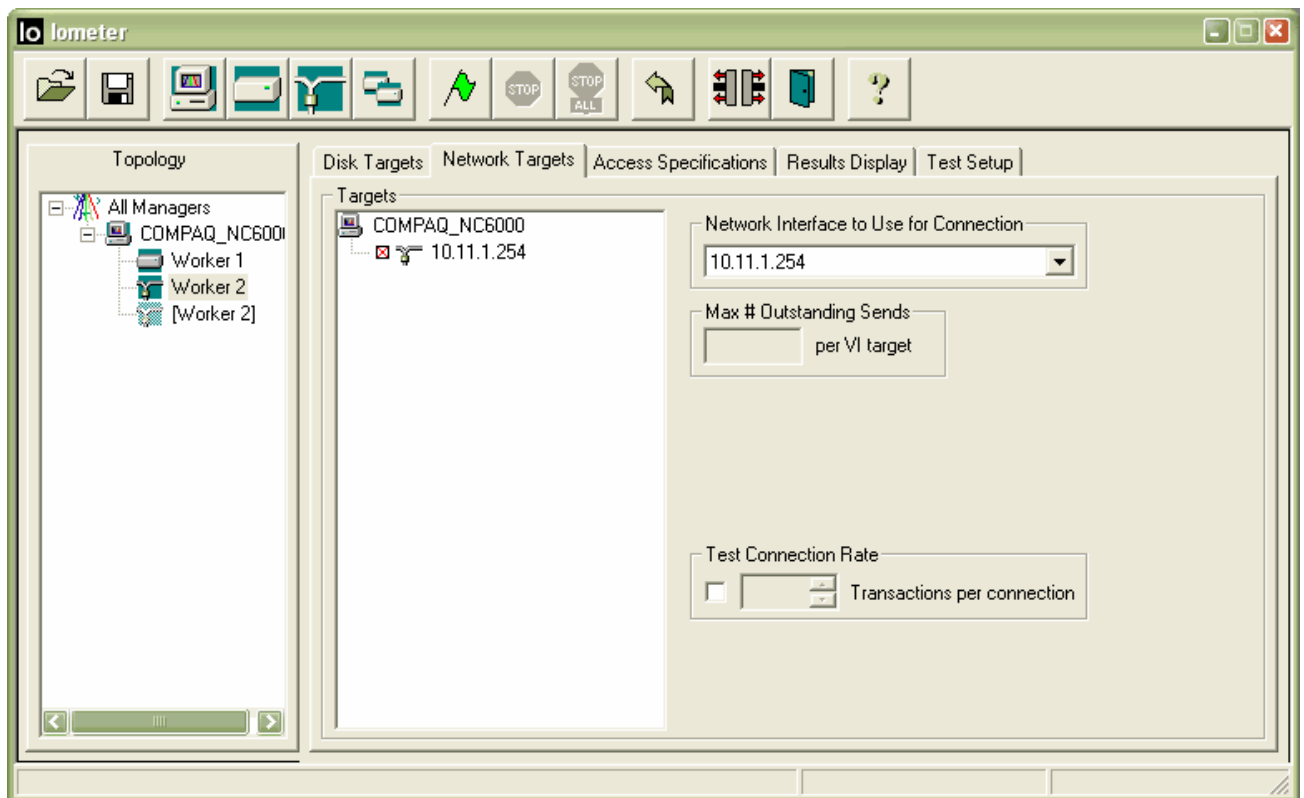 Io Iometer
STOP
STOP
ALL
?
Topology
All Managers
COMPAQ_NC600
Worker 1
Worker 2
[Worker 2]
Disk Targets
Network Targets
Access Specifications
Results Display
Test Setup
Targets
COMPAQ_NC6000
10.11.1.254
Network Interface to Use for Connection
10.11.1.254
Max # Outstanding Sends
per VI target
Test Connection Rate
Transactions per connection